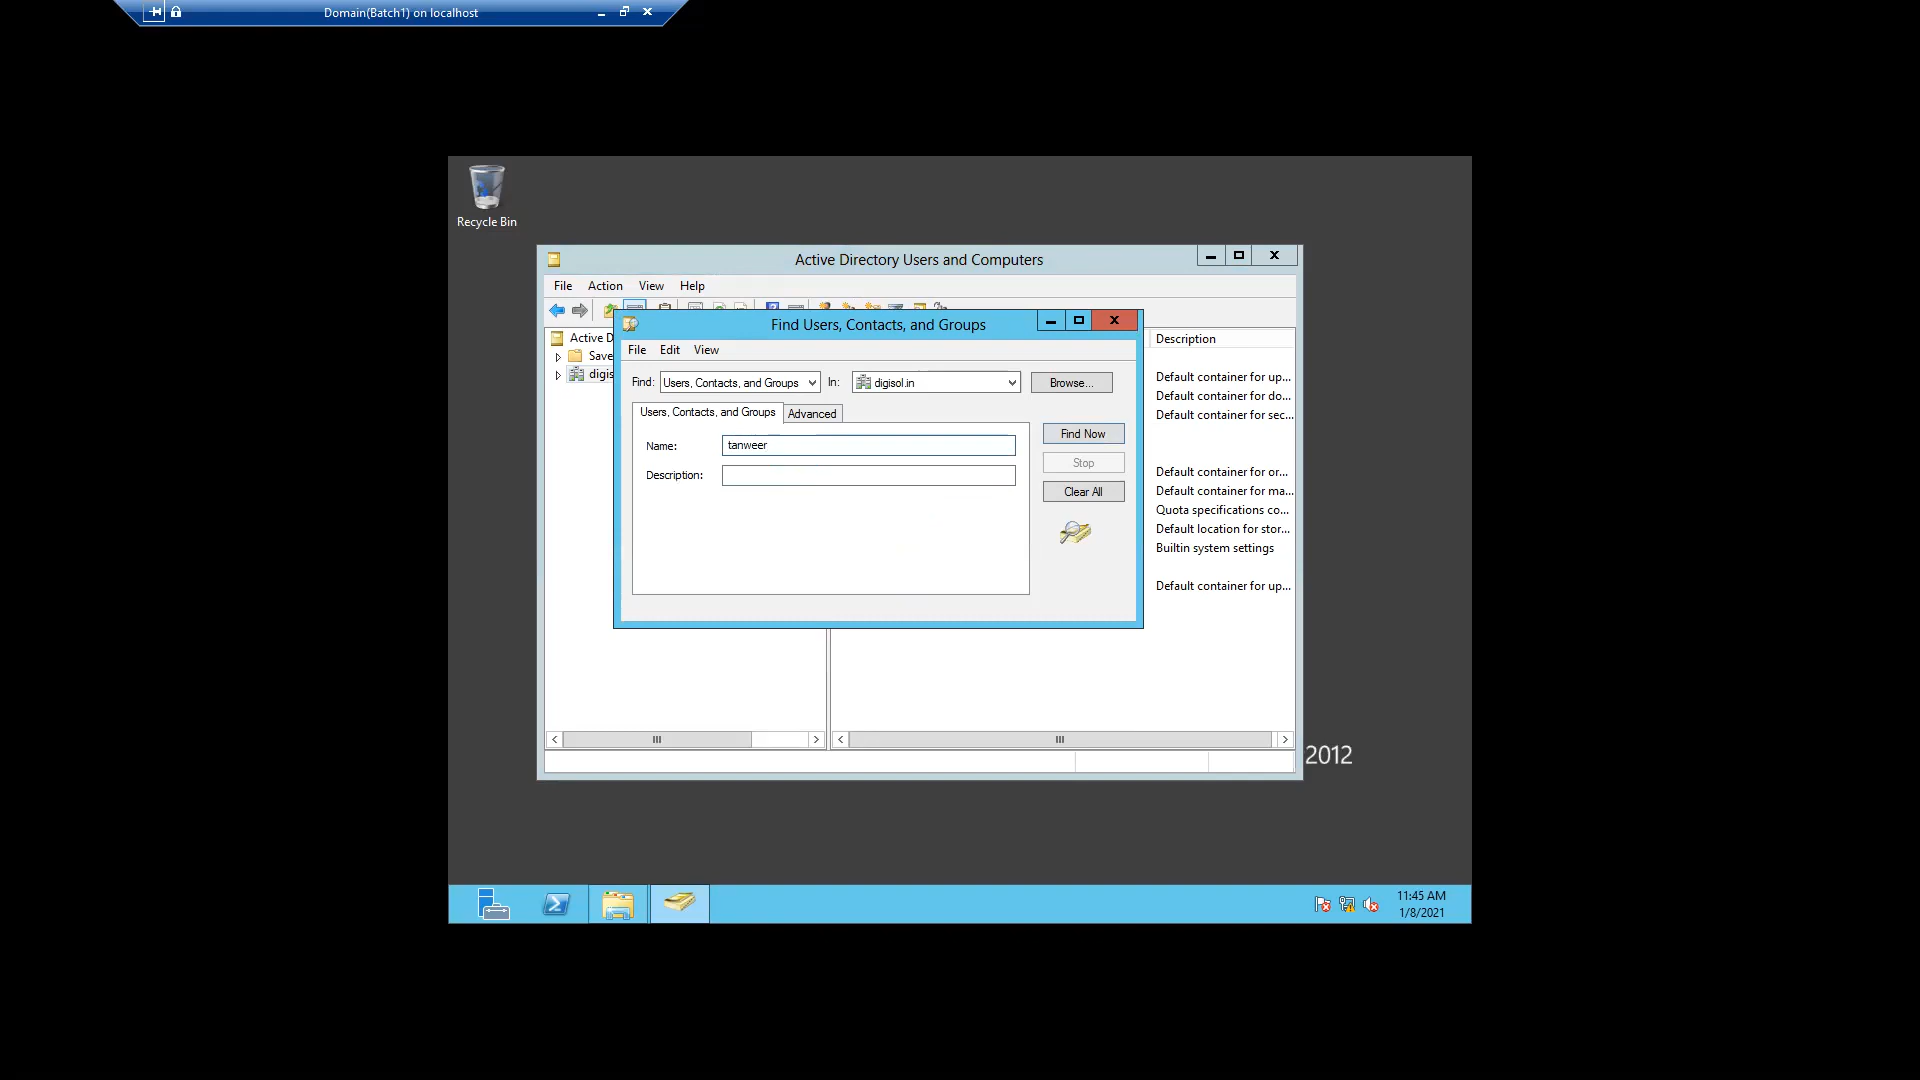 Domain(Batch1) on localhost
Recycle Bin
Active Directory Users and Computers
File Action View Help
Find Users, Contacts, and Groups
Active D
Save
digis
File Edit View
Find: Users, Contacts, and Groups In: digisol.in Browse...
Users, Contacts, and Groups Advanced
Name: tanweer
Description:
Find Now
Stop
Clear All
Description
Default container for up...
Default container for do...
Default container for sec...
Default container for or...
Default container for ma...
Quota specifications co...
Default location for stor...
Builtin system settings
Default container for up...
2012
11:45 AM
1/8/2021